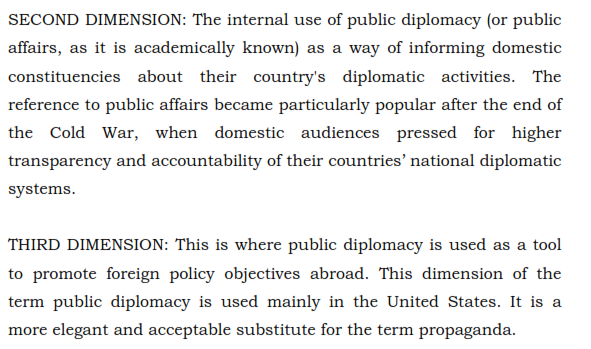 SECOND DIMENSION: The internal use of public diplomacy (or public
affairs, as it is academically known) as a way of informing domestic
constituencies about their country's diplomatic activities. The
reference to public affairs became particularly popular after the end of
the Cold War, when domestic audiences pressed for higher
transparency and accountability of their countries’ national diplomatic
systems.
THIRD DIMENSION: This is where public diplomacy is used as a tool
to promote foreign policy objectives abroad. This dimension of the
term public diplomacy is used mainly in the United States. It is a
more elegant and acceptable substitute for the term propaganda.